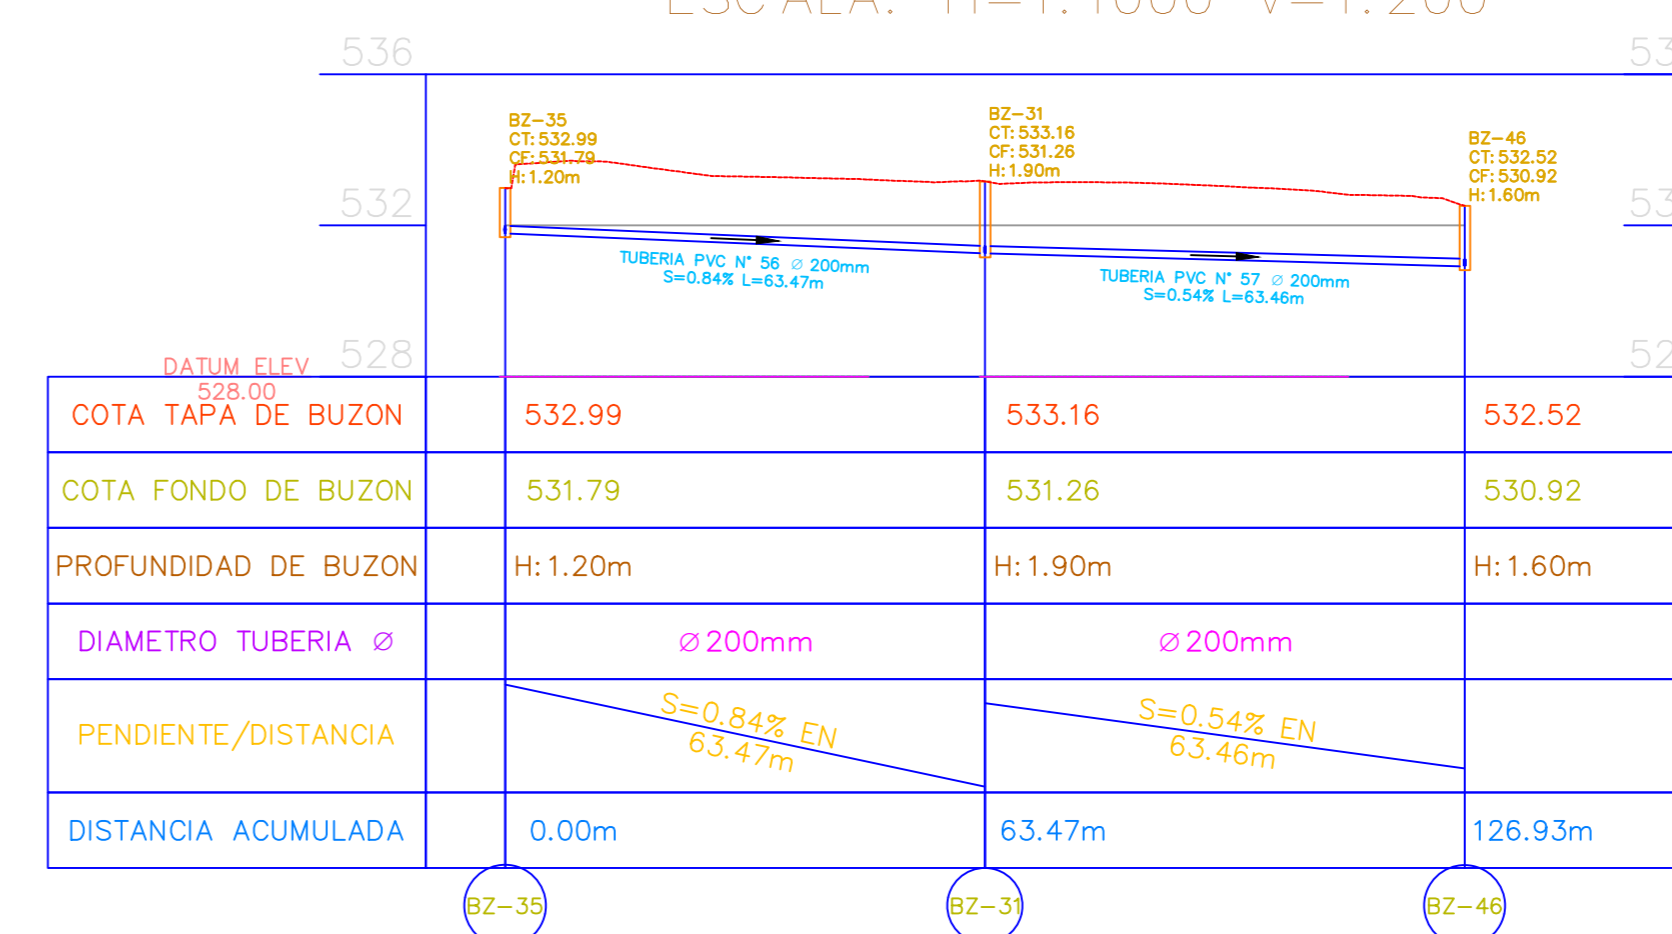 ESCALA: H=1:1000 V=1:200
536
BZ-35
CT: 532.99
CF: 531.79
H: 1.20m
BZ-31
CT: 533.16
CF: 531.26
H: 1.90m
BZ-46
CT: 532.52
CF: 530.92
H: 1.60m
532
TUBERIA PVC N° 56 ∅ 200mm
S=0.84% L=63.47m
TUBERIA PVC N° 57 ∅ 200mm
S=0.54% L=63.46m
528
DATUM ELEV
528.00
COTA TAPA DE BUZON 532.99 533.16 532.52
COTA FONDO DE BUZON 531.79 531.26 530.92
PROFUNDIDAD DE BUZON H: 1.20m H: 1.90m H: 1.60m
DIAMETRO TUBERIA ∅ ∅200mm ∅200mm
PENDIENTE/DISTANCIA
S=0.84% EN
63.47m
S=0.54% EN
63.46m
DISTANCIA ACUMULADA 0.00m 63.47m 126.93m
BZ-35 BZ-31 BZ-46